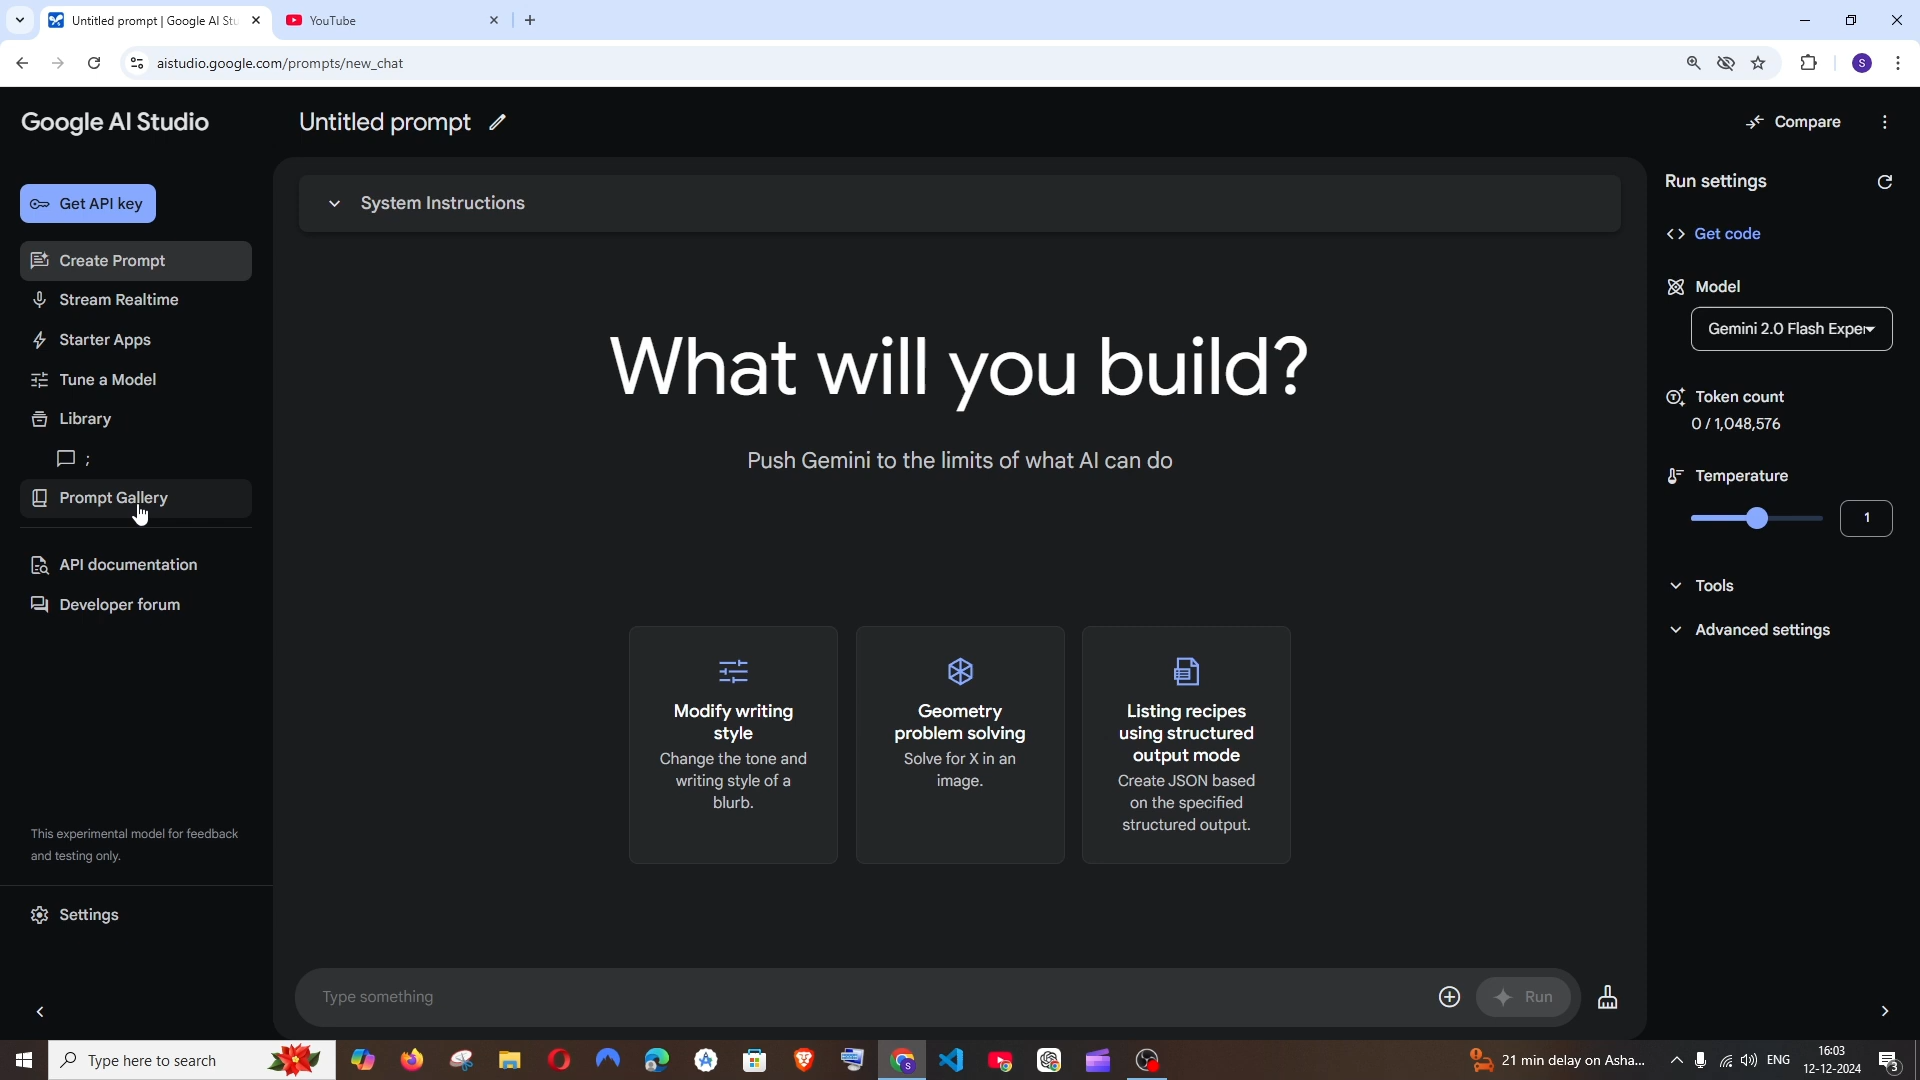 Untitled prompt | Google AI Stu
YouTube
aistudio.google.com/prompts/new_chat
S
Google AI Studio
Untitled prompt
Compare
Get API key
Create Prompt
Stream Realtime
Starter Apps
Tune a Model
Library
;
Prompt Gallery
API documentation
Developer forum
This experimental model for feedback
and testing only.
Settings
System Instructions
What will you build?
Push Gemini to the limits of what AI can do
Modify writing
style
Change the tone and
writing style of a
blurb.
Geometry
problem solving
Solve for X in an
image.
Listing recipes
using structured
output mode
Create JSON based
on the specified
structured output.
Type something
Run
Run settings
Get code
Model
Gemini 2.0 Flash Exper
Token count
0 / 1,048,576
Temperature
1
Tools
Advanced settings
Type here to search
21 min delay on Asha...
ENG
16:03
12-12-2024
3